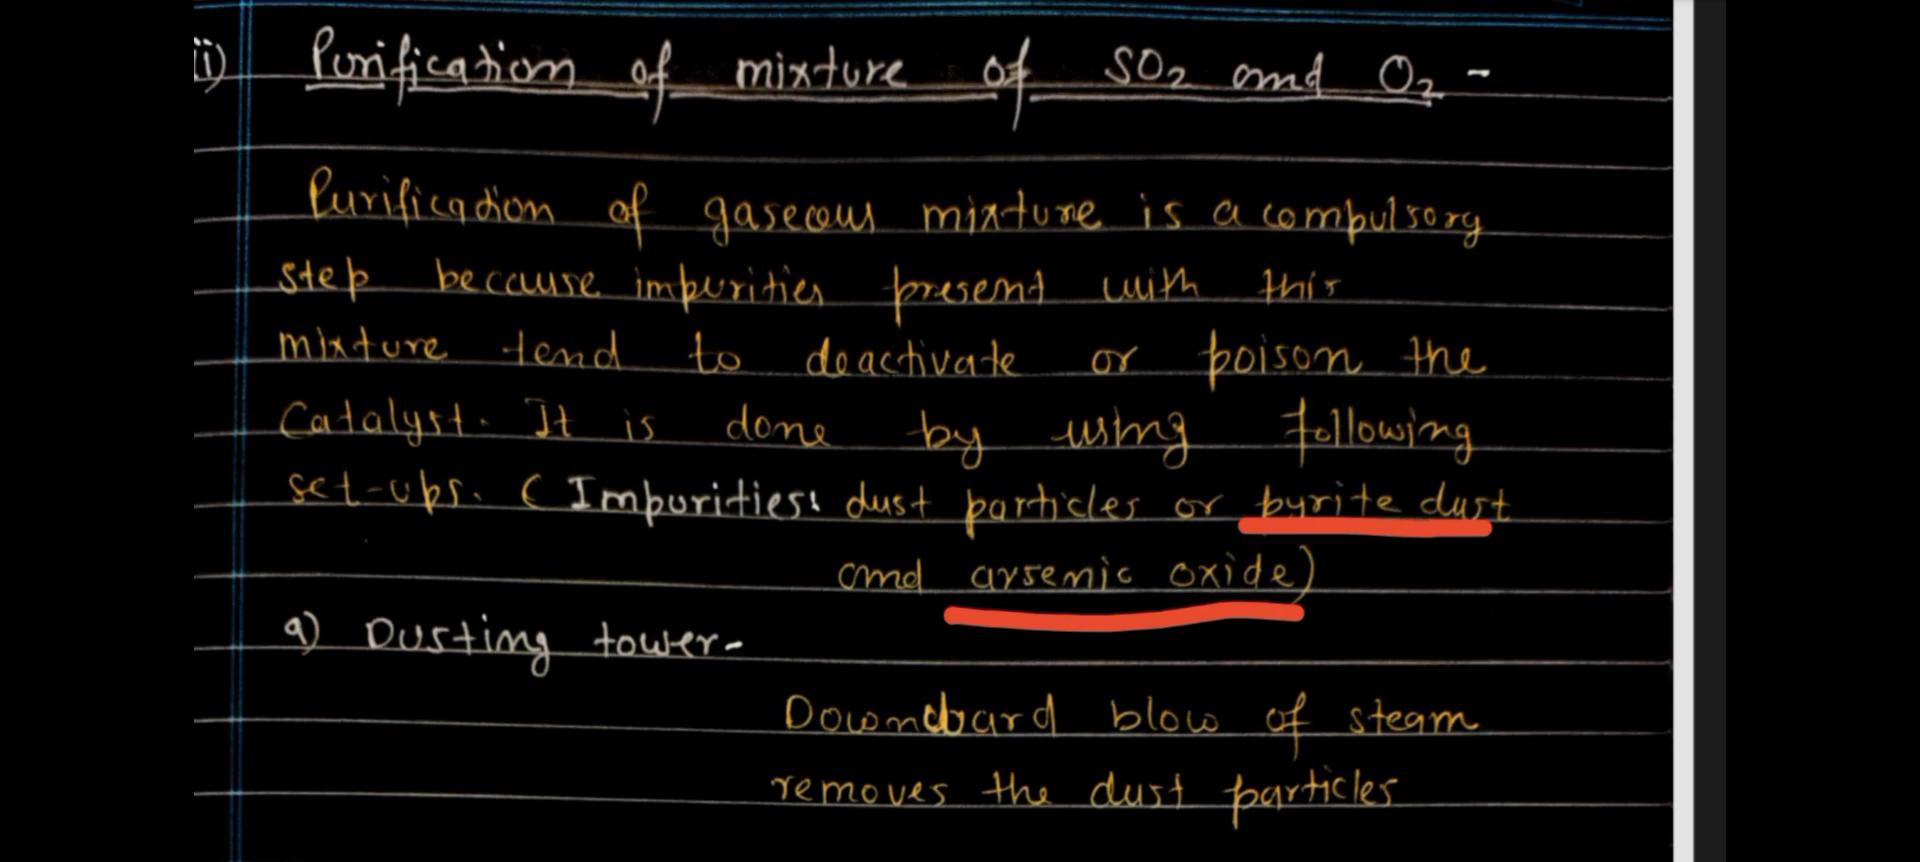 ii) Purification of mixture of SO2 and O2 -
Purification of gaseous mixture is a compulsory
step because impurities present with this
mixture tend to deactivate or poison the
Catalyst. It is done by using following
set-ups. (Impurities: dust particles or pyrite dust
and arsenic oxide)
a) Dusting tower-
Downward blow of steam
removes the dust particles